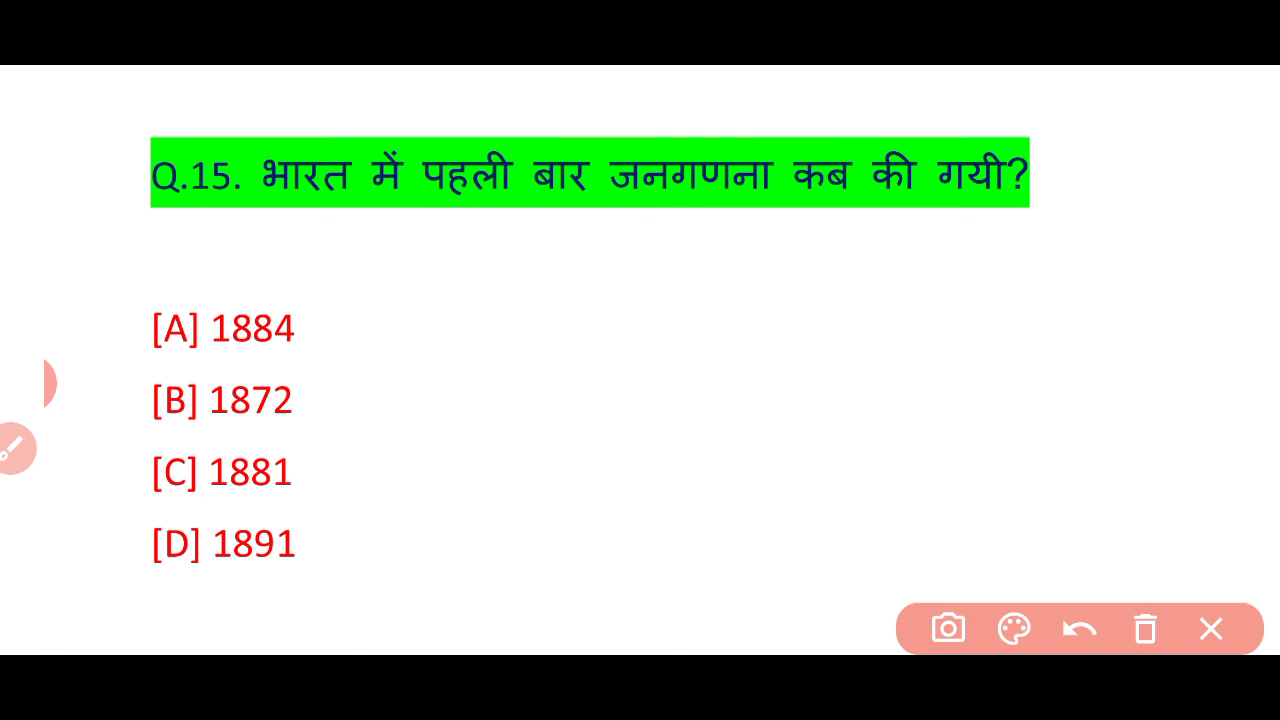 Q.15. भारत में पहली बार जनगणना कब की गयी?
[A] 1884
[B] 1872
[C] 1881
[D] 1891